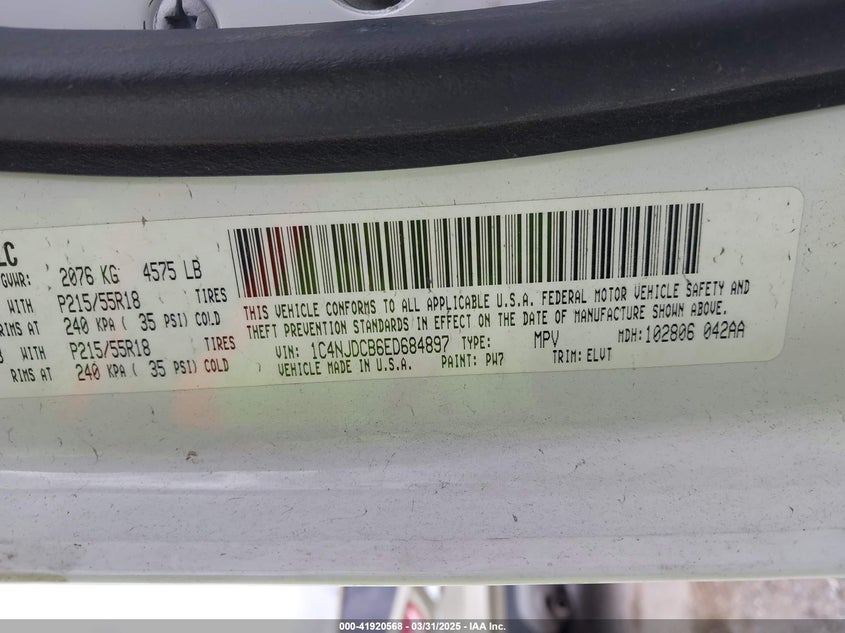 LC
GVWR: 2076 KG 4575 LB
WITH P215/55R18 TIRES
RIMS AT 240 KPA ( 35 PSI) COLD
WITH P215/55R18 TIRES
RIMS AT 240 KPA ( 35 PSI) COLD
THIS VEHICLE CONFORMS TO ALL APPLICABLE U.S.A. FEDERAL MOTOR VEHICLE SAFETY AND
THEFT PREVENTION STANDARDS IN EFFECT ON THE DATE OF MANUFACTURE SHOWN ABOVE.
VIN: 1C4NJDCB6ED684897 TYPE: MPV MDH:102806 042AA
VEHICLE MADE IN U.S.A. PAINT: PW7 TRIM: ELVT
000-41920568 - 03/31/2025 - IAA Inc.